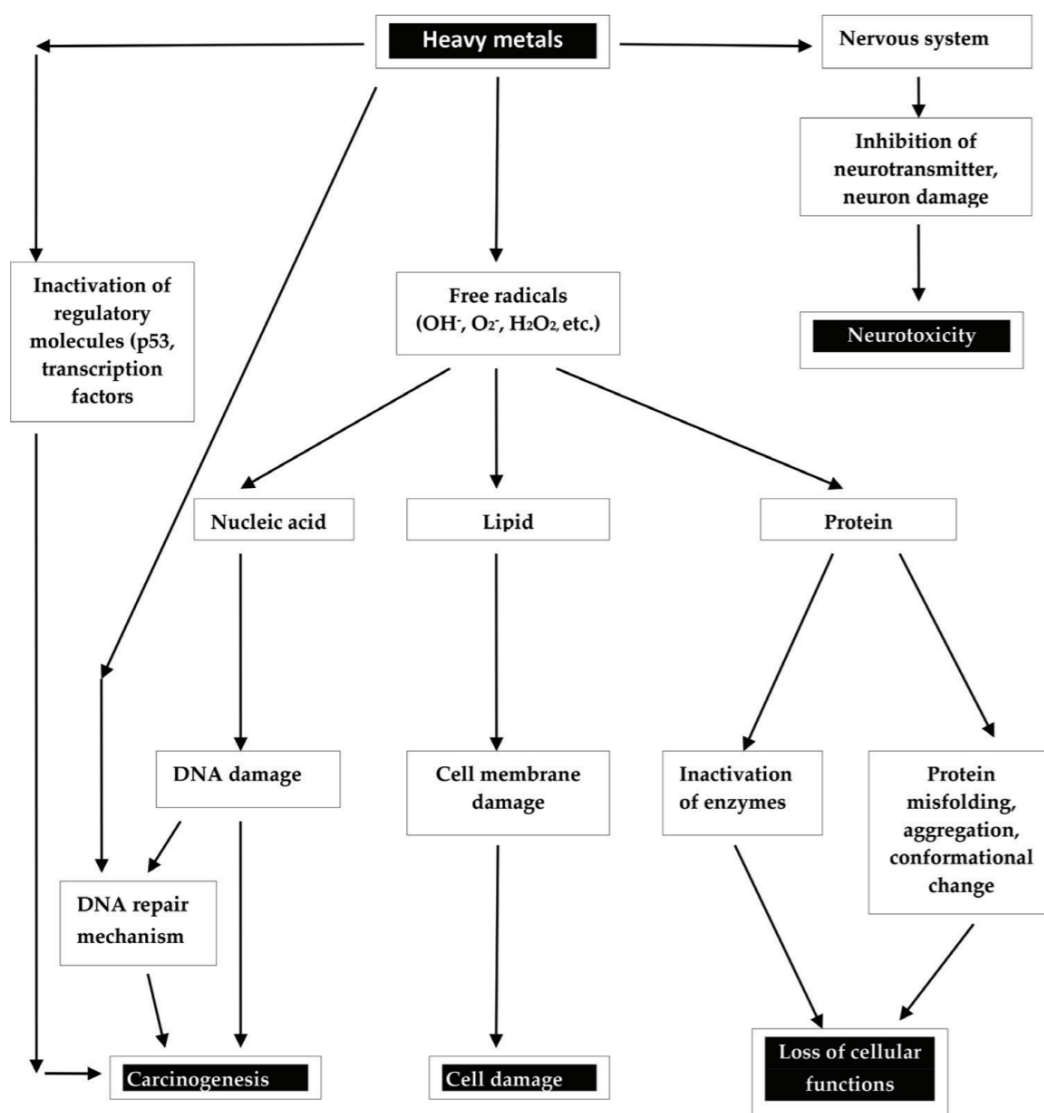 Heavy metals
Nervous system
Inhibition of
neurotransmitter,
neuron damage
Neurotoxicity
Inactivation of
regulatory
molecules (p53,
transcription
factors
Free radicals
(OH⁻, O₂⁻, H₂O₂, etc.)
Nucleic acid
Lipid
Protein
DNA damage
Cell membrane
damage
Inactivation
of enzymes
Protein
misfolding,
aggregation,
conformational
change
DNA repair
mechanism
Carcinogenesis
Cell damage
Loss of cellular
functions